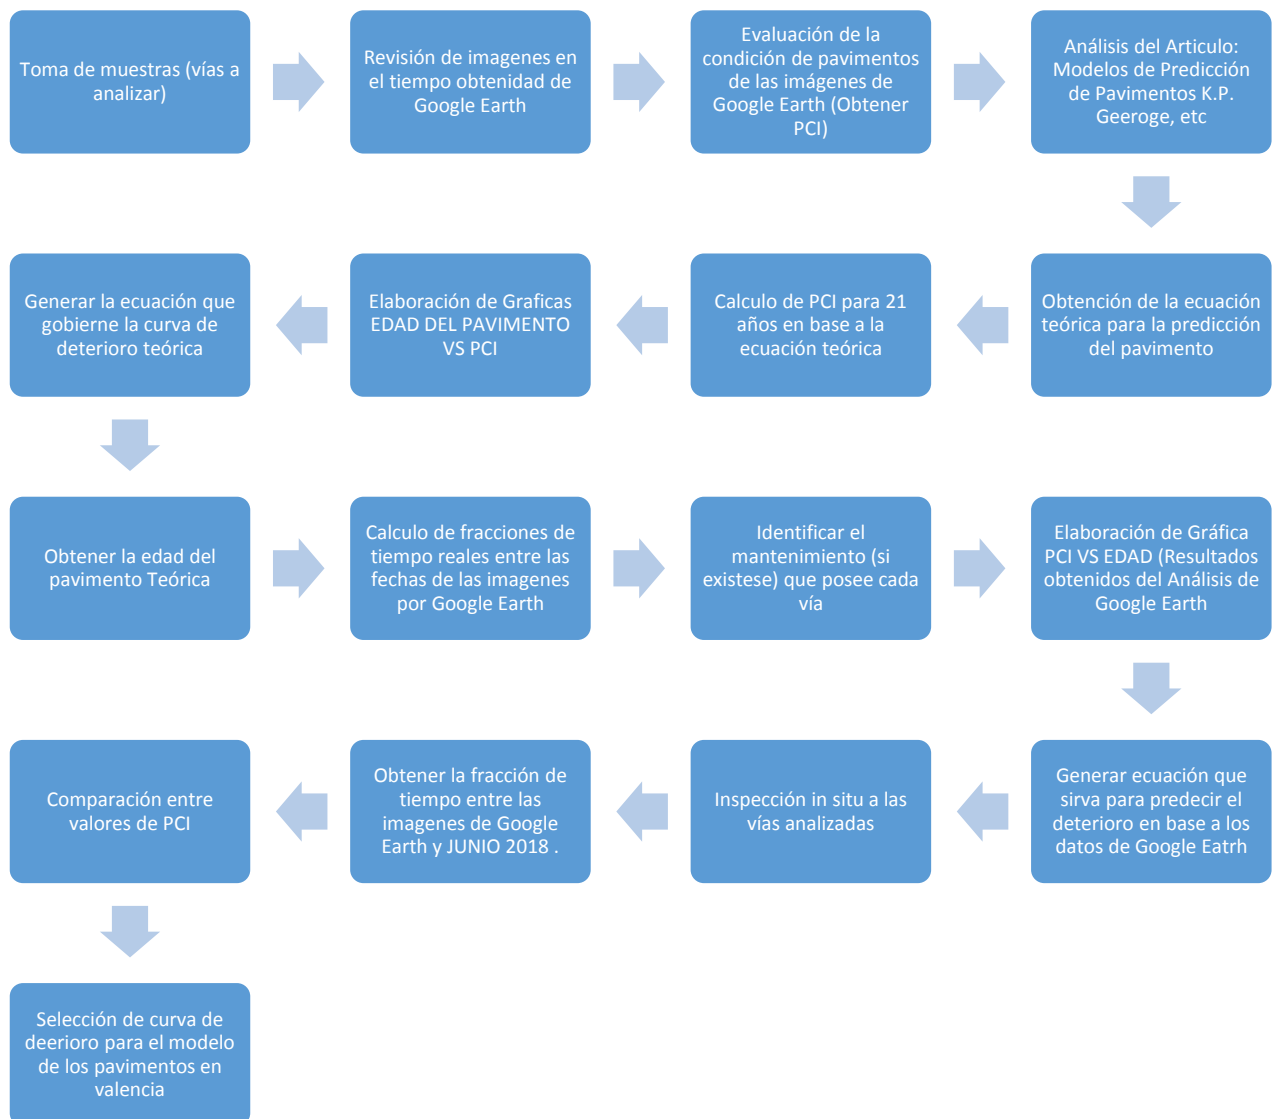 Toma de muestras (vías a
analizar)
Revisión de imagenes en
el tiempo obtenidad de
Google Earth
Evaluación de la
condición de pavimentos
de las imágenes de
Google Earth (Obtener
PCI)
Análisis del Articulo:
Modelos de Predicción
de Pavimentos K.P.
Geeroge, etc
Obtención de la ecuación
teórica para la predicción
del pavimento
Calculo de PCI para 21
años en base a la
ecuación teórica
Elaboración de Graficas
EDAD DEL PAVIMENTO
VS PCI
Generar la ecuación que
gobierne la curva de
deterioro teórica
Obtener la edad del
pavimento Teórica
Calculo de fracciones de
tiempo reales entre las
fechas de las imagenes
por Google Earth
Identificar el
mantenimiento (si
existese) que posee cada
vía
Elaboración de Gráfica
PCI VS EDAD (Resultados
obtenidos del Análisis de
Google Earth
Generar ecuación que
sirva para predecir el
deterioro en base a los
datos de Google Eatrh
Inspección in situ a las
vías analizadas
Obtener la fracción de
tiempo entre las
imagenes de Google
Earth y JUNIO 2018 .
Comparación entre
valores de PCI
Selección de curva de
deerioro para el modelo
de los pavimentos en
valencia